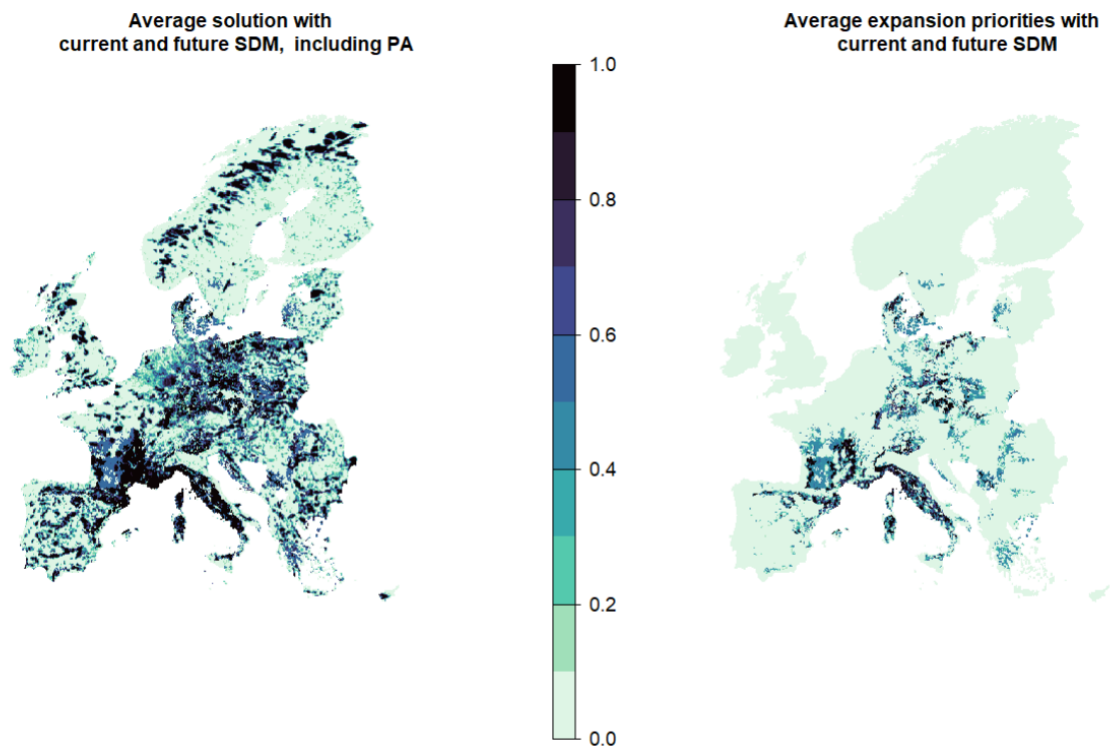 Average solution with
current and future SDM, including PA
Average expansion priorities with
current and future SDM
1.0
0.8
0.6
0.4
0.2
0.0